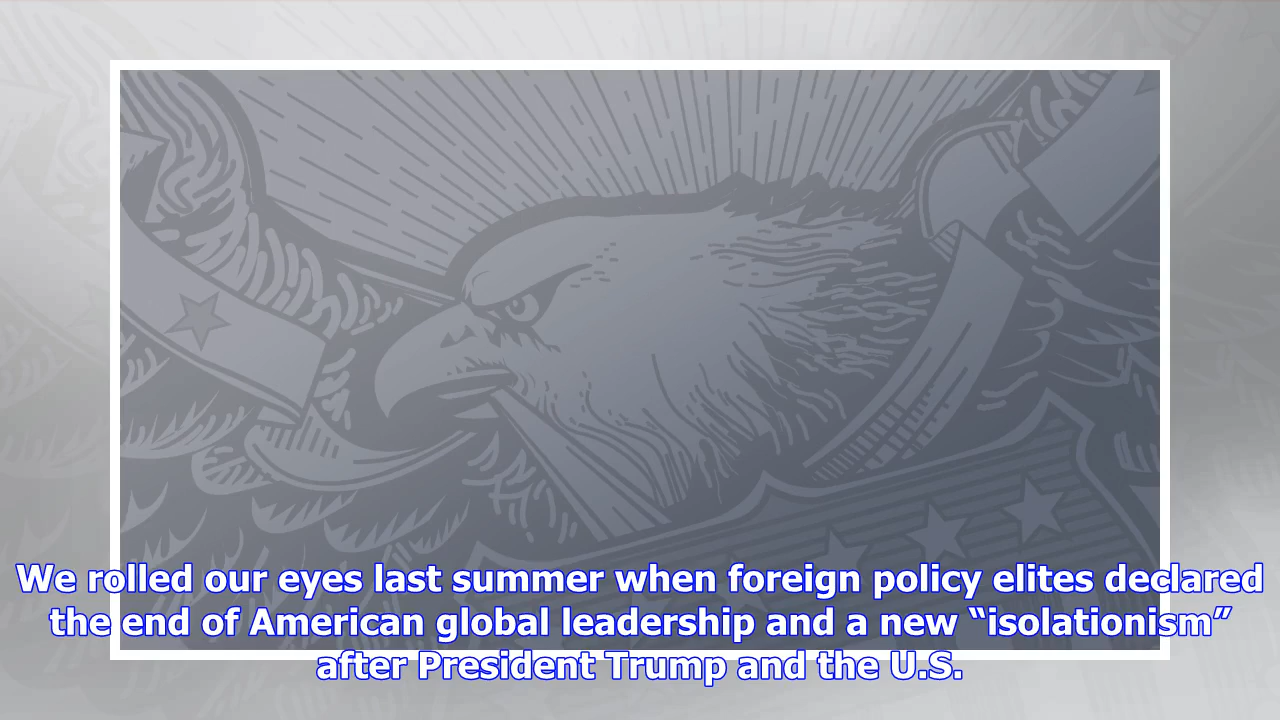 We rolled our eyes last summer when foreign policy elites declared
the end of American global leadership and a new “isolationism”
after President Trump and the U.S.